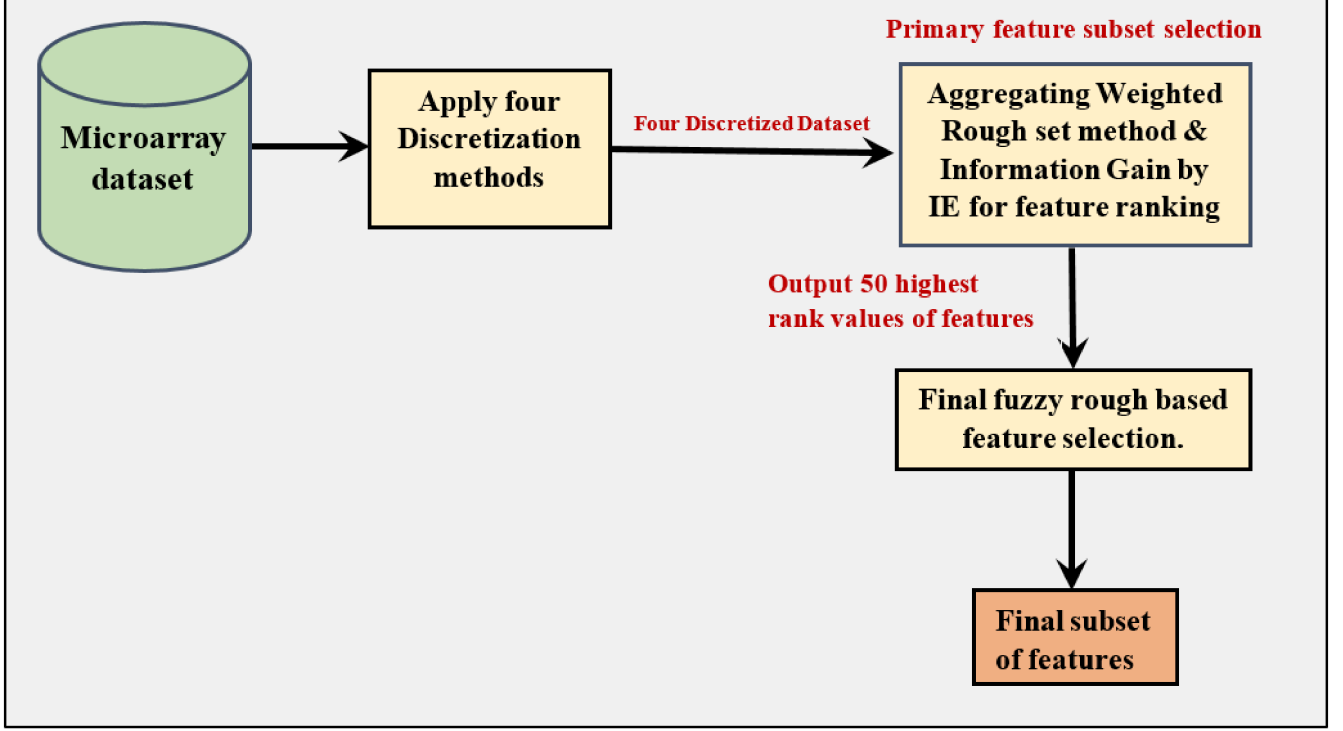 Primary feature subset selection
Microarray
dataset
Apply four
Discretization
methods
Four Discretized Dataset
Aggregating Weighted
Rough set method &
Information Gain by
IE for feature ranking
Output 50 highest
rank values of features
Final fuzzy rough based
feature selection.
Final subset
of features